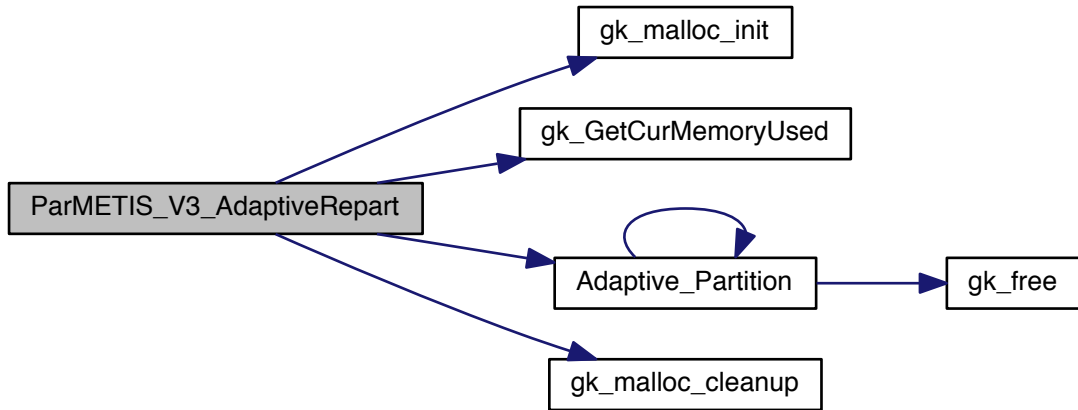 gk_malloc_init
gk_GetCurMemoryUsed
ParMETIS_V3_AdaptiveRepart
Adaptive_Partition
gk_free
gk_malloc_cleanup